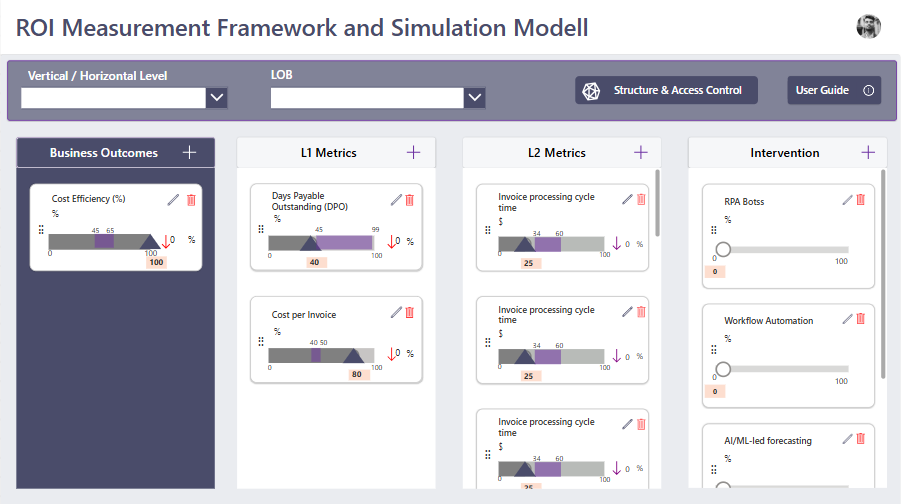 ROI Measurement Framework and Simulation Modell
Vertical / Horizontal Level
LOB
Structure & Access Control
User Guide
Business Outcomes
Cost Efficiency (%)
%
45 65
0 %
0
100
100
L1 Metrics
Days Payable
Outstanding (DPO)
%
45 99
0 %
0
100
40
Cost per Invoice
%
40 50
0 %
0
100
80
L2 Metrics
Invoice processing cycle
time
$
34 60
0 %
0
100
25
Invoice processing cycle
time
$
34 60
0 %
0
100
25
Invoice processing cycle
time
$
34 60
0 %
0
100
25
Intervention
RPA Botss
%
0
100
0
Workflow Automation
%
0
100
0
AI/ML-led forecasting
%